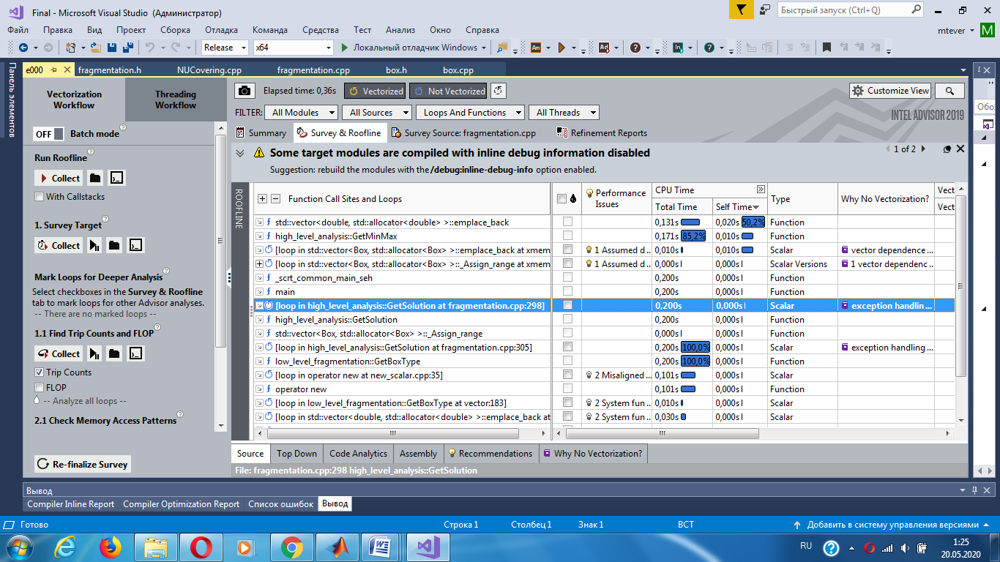 Final - Microsoft Visual Studio (Администратор)
Быстрый запуск (Ctrl+Q)
Файл Правка Вид Проект Сборка Отладка Команда Средства Тест Анализ Окно Справка
mtever M
Release x64 Локальный отладчик Windows
Панель элементов
e000 fragmentation.h NUCovering.cpp fragmentation.cpp box.h box.cpp
Vectorization Workflow
Threading Workflow
OFF Batch mode
Run Roofline
Collect
With Callstacks
1. Survey Target
Collect
Mark Loops for Deeper Analysis
Select checkboxes in the Survey & Roofline
tab to mark loops for other Advisor analyses.
-- There are no marked loops --
1.1 Find Trip Counts and FLOP
Collect
Trip Counts
FLOP
-- Analyze all loops --
2.1 Check Memory Access Patterns
Re-finalize Survey
Elapsed time: 0,36s Vectorized Not Vectorized
Customize View
FILTER: All Modules All Sources Loops And Functions All Threads
INTEL ADVISOR 2019
Summary Survey & Roofline Survey Source: fragmentation.cpp Refinement Reports
Some target modules are compiled with inline debug information disabled
1 of 2
Suggestion: rebuild the modules with the /debug:inline-debug-info option enabled.
ROOFLINE
Function Call Sites and Loops
Performance Issues
CPU Time
Total Time Self Time
Type
Why No Vectorization?
Vect
Vect
std::vector<double, std::allocator<double> >::emplace_back 0,131s 0,020s 50,2% Function
high_level_analysis::GetMinMax 0,171s 85,2% 0,010s Function
[loop in std::vector<Box, std::allocator<Box> >::emplace_back at xmem 1 Assumed d ... 0,010s 0,010s Scalar vector dependence ...
[loop in std::vector<Box, std::allocator<Box> >::_Assign_range at xmem 1 Assumed d ... 0,000s 0,000s Scalar Versions 1 vector dependenc ...
_scrt_common_main_seh 0,200s 0,000s Function
main 0,200s 0,000s Function
[loop in high_level_analysis::GetSolution at fragmentation.cpp:298] 0,200s 0,000s Scalar exception handlin ...
high_level_analysis::GetSolution 0,200s 0,000s Function
std::vector<Box, std::allocator<Box> >::_Assign_range 0,000s 0,000s Function
[loop in high_level_analysis::GetSolution at fragmentation.cpp:305] 0,200s 100,0% 0,000s Scalar exception handling ...
low_level_fragmentation::GetBoxType 0,200s 100,0% 0,000s Function
[loop in operator new at new_scalar.cpp:35] 2 Misaligned ... 0,101s 0,000s Scalar
operator new 0,101s 0,000s Function
[loop in low_level_fragmentation::GetBoxType at vector:183] 2 System fun ... 0,010s 0,000s Scalar
[loop in std::vector<double, std::allocator<double> >::emplace_back at 2 System fun ... 0,030s 0,000s Scalar
Source Top Down Code Analytics Assembly Recommendations Why No Vectorization?
File: fragmentation.cpp:298 high_level_analysis::GetSolution
Вывод
Compiler Inline Report Compiler Optimization Report Список ошибок Вывод
Готово Строка 1 Столбец 1 Знак 1 ВСТ Добавить в систему управления версиями
RU
1:25
20.05.2020